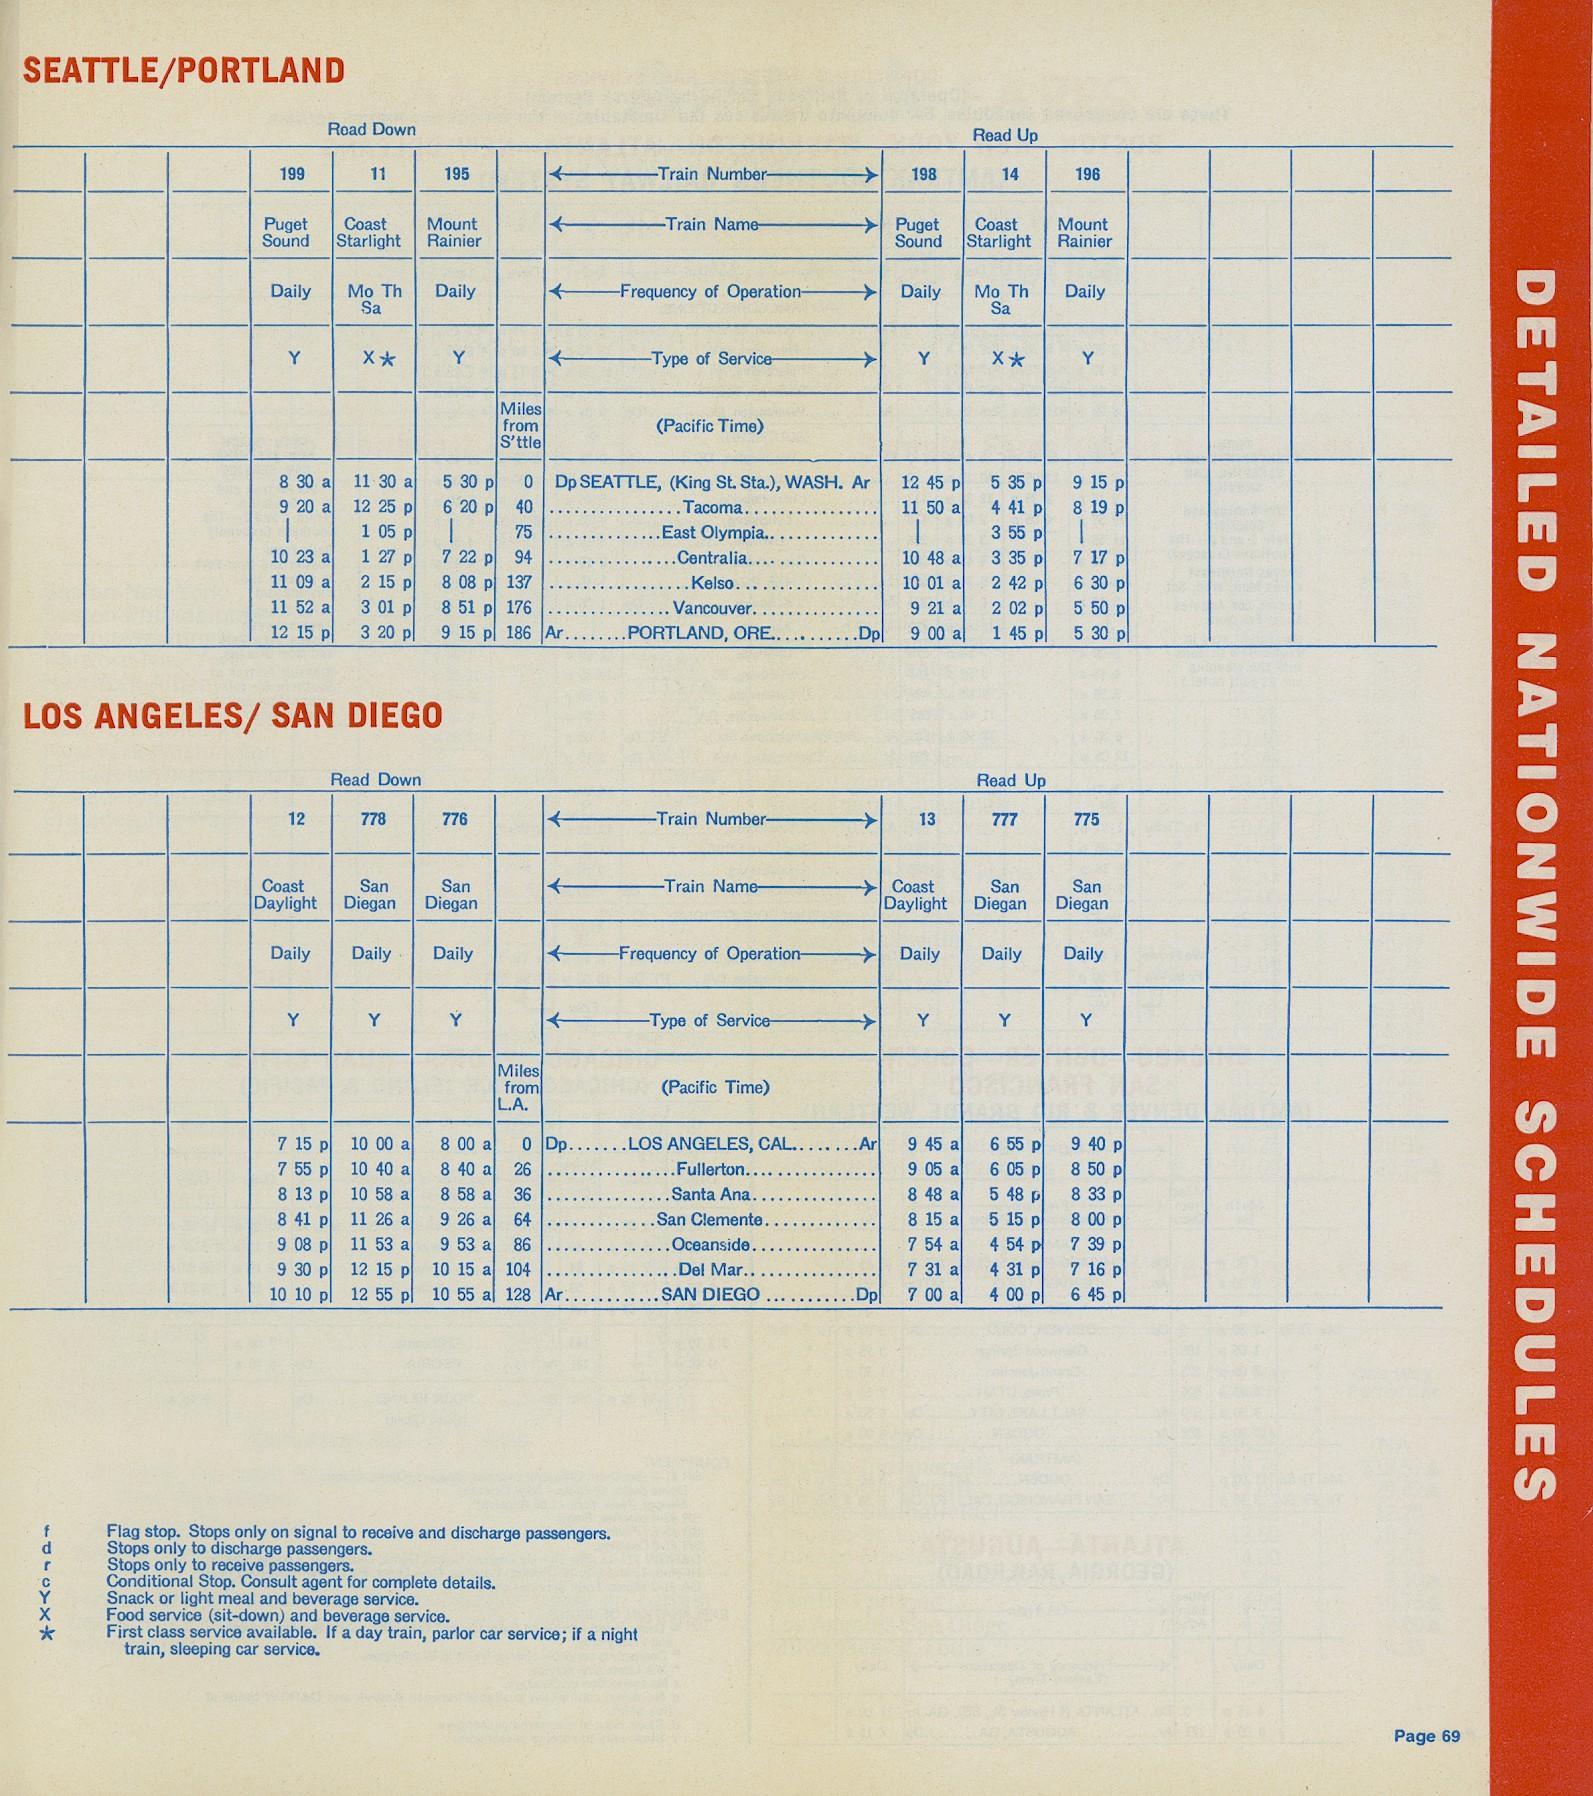 SEATTLE/PORTLAND
Read Down Read Up
199 11 195 Train Number 198 14 196
Puget Sound Coast Starlight Mount Rainier Train Name Puget Sound Coast Starlight Mount Rainier
Daily Mo Th Sa Daily Frequency of Operation Daily Mo Th Sa Daily
Y X★ Y Type of Service Y X★ Y
Miles from S'ttle (Pacific Time)
8 30 a 11 30 a 5 30 p 0 Dp SEATTLE, (King St. Sta.), WASH. Ar 12 45 p 5 35 p 9 15 p
9 20 a 12 25 p 6 20 p 40 ................Tacoma................ 11 50 a 4 41 p 8 19 p
| 1 05 p | 75 ..............East Olympia.............. | 3 55 p |
10 23 a 1 27 p 7 22 p 94 ................Centralia................ 10 48 a 3 35 p 7 17 p
11 09 a 2 15 p 8 08 p 137 .................Kelso................. 10 01 a 2 42 p 6 30 p
11 52 a 3 01 p 8 51 p 176 ...............Vancouver............... 9 21 a 2 02 p 5 50 p
12 15 p 3 20 p 9 15 p 186 Ar........PORTLAND, ORE...........Dp 9 00 a 1 45 p 5 30 p
LOS ANGELES/ SAN DIEGO
Read Down Read Up
12 778 776 Train Number 13 777 775
Coast Daylight San Diegan San Diegan Train Name Coast Daylight San Diegan San Diegan
Daily Daily Daily Frequency of Operation Daily Daily Daily
Y Y Y Type of Service Y Y Y
Miles from L.A. (Pacific Time)
7 15 p 10 00 a 8 00 a 0 Dp.......LOS ANGELES, CAL........Ar 9 45 a 6 55 p 9 40 p
7 55 p 10 40 a 8 40 a 26 ................Fullerton................ 9 05 a 6 05 p 8 50 p
8 13 p 10 58 a 8 58 a 36 ...............Santa Ana............... 8 48 a 5 48 p 8 33 p
8 41 p 11 26 a 9 26 a 64 .............San Clemente............. 8 15 a 5 15 p 8 00 p
9 08 p 11 53 a 9 53 a 86 ...............Oceanside............... 7 54 a 4 54 p 7 39 p
9 30 p 12 15 p 10 15 a 104 ................Del Mar................ 7 31 a 4 31 p 7 16 p
10 10 p 12 55 p 10 55 a 128 Ar............SAN DIEGO ...........Dp 7 00 a 4 00 p 6 45 p
f Flag stop. Stops only on signal to receive and discharge passengers.
d Stops only to discharge passengers.
r Stops only to receive passengers.
c Conditional Stop. Consult agent for complete details.
Y Snack or light meal and beverage service.
X Food service (sit-down) and beverage service.
★ First class service available. If a day train, parlor car service; if a night
train, sleeping car service.
Page 69
DETAILED NATIONWIDE SCHEDULES